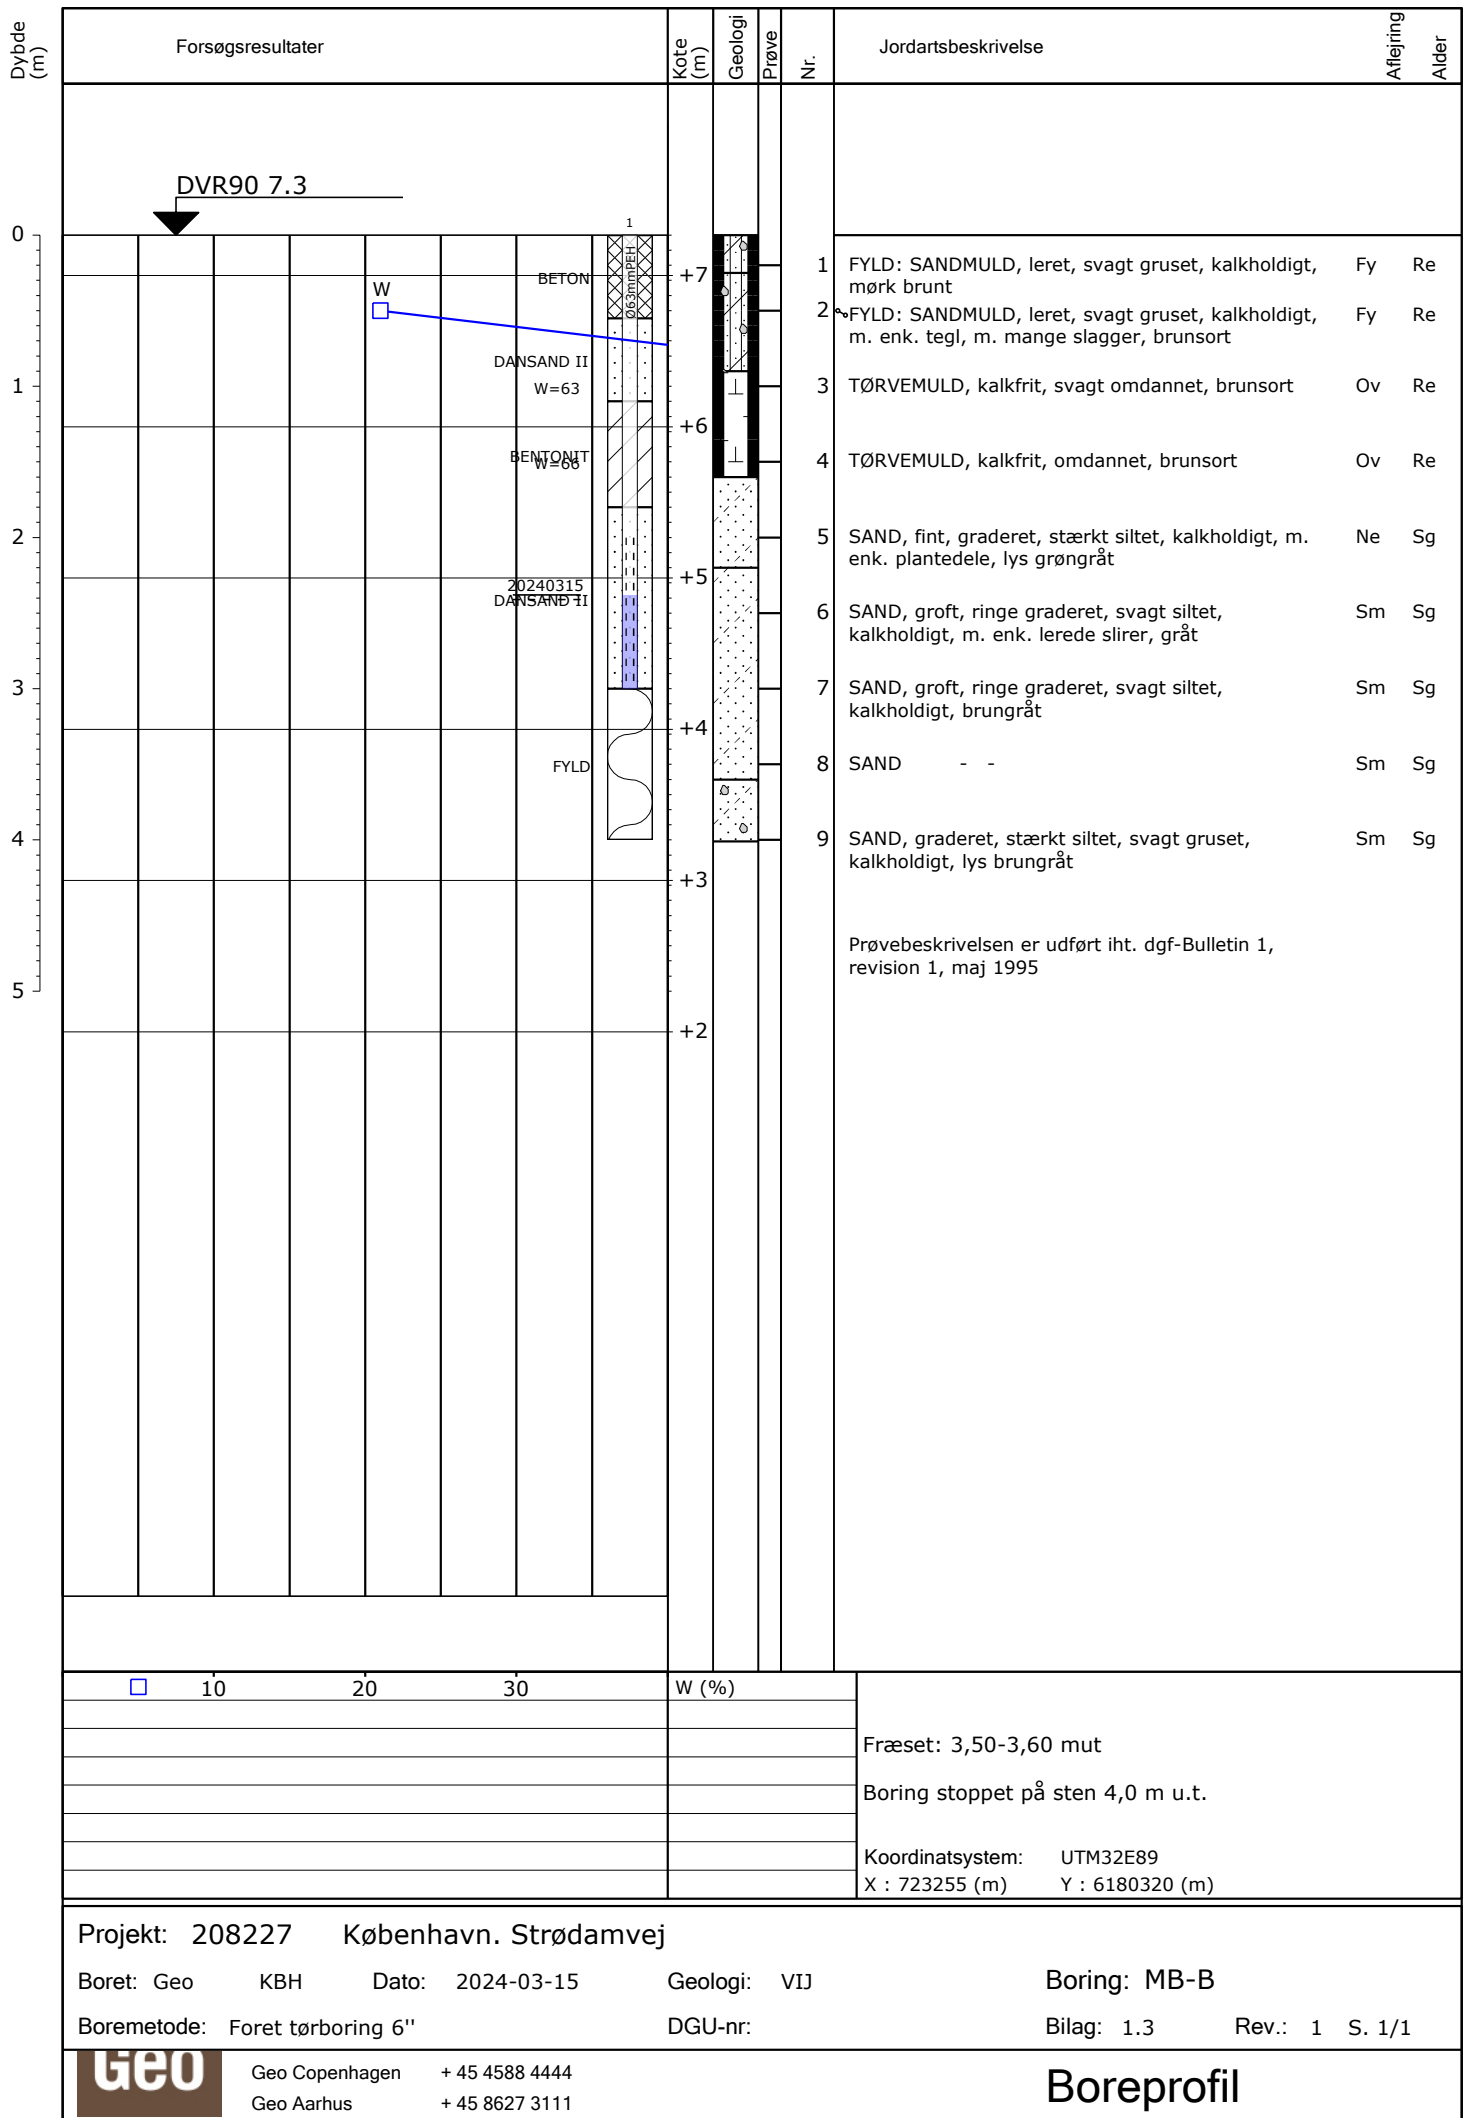 Dybde (m)
Forsøgsresultater
Kote (m)
Geologi
Prøve
Nr.
Jordartsbeskrivelse
Aflejring
Alder
DVR90 7.3
1
0
1
2
3
4
5
BETON
Ø63mmPEH
W
DANSAND II
W=63
BENTONIT
W=66
20240315
DANSAND II
FYLD
+7
+6
+5
+4
+3
+2
1 FYLD: SANDMULD, leret, svagt gruset, kalkholdigt, Fy Re
mørk brunt
2 FYLD: SANDMULD, leret, svagt gruset, kalkholdigt, Fy Re
m. enk. tegl, m. mange slagger, brunsort
3 TØRVEMULD, kalkfrit, svagt omdannet, brunsort Ov Re
4 TØRVEMULD, kalkfrit, omdannet, brunsort Ov Re
5 SAND, fint, graderet, stærkt siltet, kalkholdigt, m. Ne Sg
enk. plantedele, lys grøngråt
6 SAND, groft, ringe graderet, svagt siltet, Sm Sg
kalkholdigt, m. enk. lerede slirer, gråt
7 SAND, groft, ringe graderet, svagt siltet, Sm Sg
kalkholdigt, brungråt
8 SAND - - Sm Sg
9 SAND, graderet, stærkt siltet, svagt gruset, Sm Sg
kalkholdigt, lys brungråt
Prøvebeskrivelsen er udført iht. dgf-Bulletin 1,
revision 1, maj 1995
10 20 30 W (%)
Fræset: 3,50-3,60 mut
Boring stoppet på sten 4,0 m u.t.
Koordinatsystem: UTM32E89
X : 723255 (m) Y : 6180320 (m)
Projekt: 208227 København. Strødamvej
Boret: Geo KBH Dato: 2024-03-15 Geologi: VIJ Boring: MB-B
Boremetode: Foret tørboring 6'' DGU-nr: Bilag: 1.3 Rev.: 1 S. 1/1
Geo
Geo Copenhagen + 45 4588 4444
Geo Aarhus + 45 8627 3111
Boreprofil